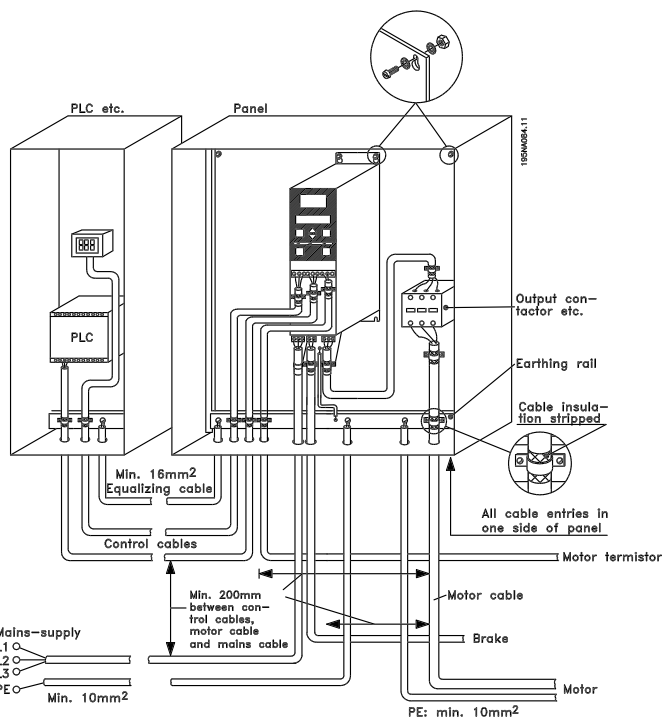 PLC etc.
Panel
195NA084.11
PLC
Output con-
tactor etc.
Earthing rail
Cable insula-
tion stripped
Min. 16mm2
Equalizing cable
All cable entries in
one side of panel
Control cables
Motor termistor
Min. 200mm
between con-
trol cables,
motor cable
and mains cable
Motor cable
Mains-supply
L1
L2
L3
PE
Brake
Min. 10mm2
Motor
PE: min. 10mm2